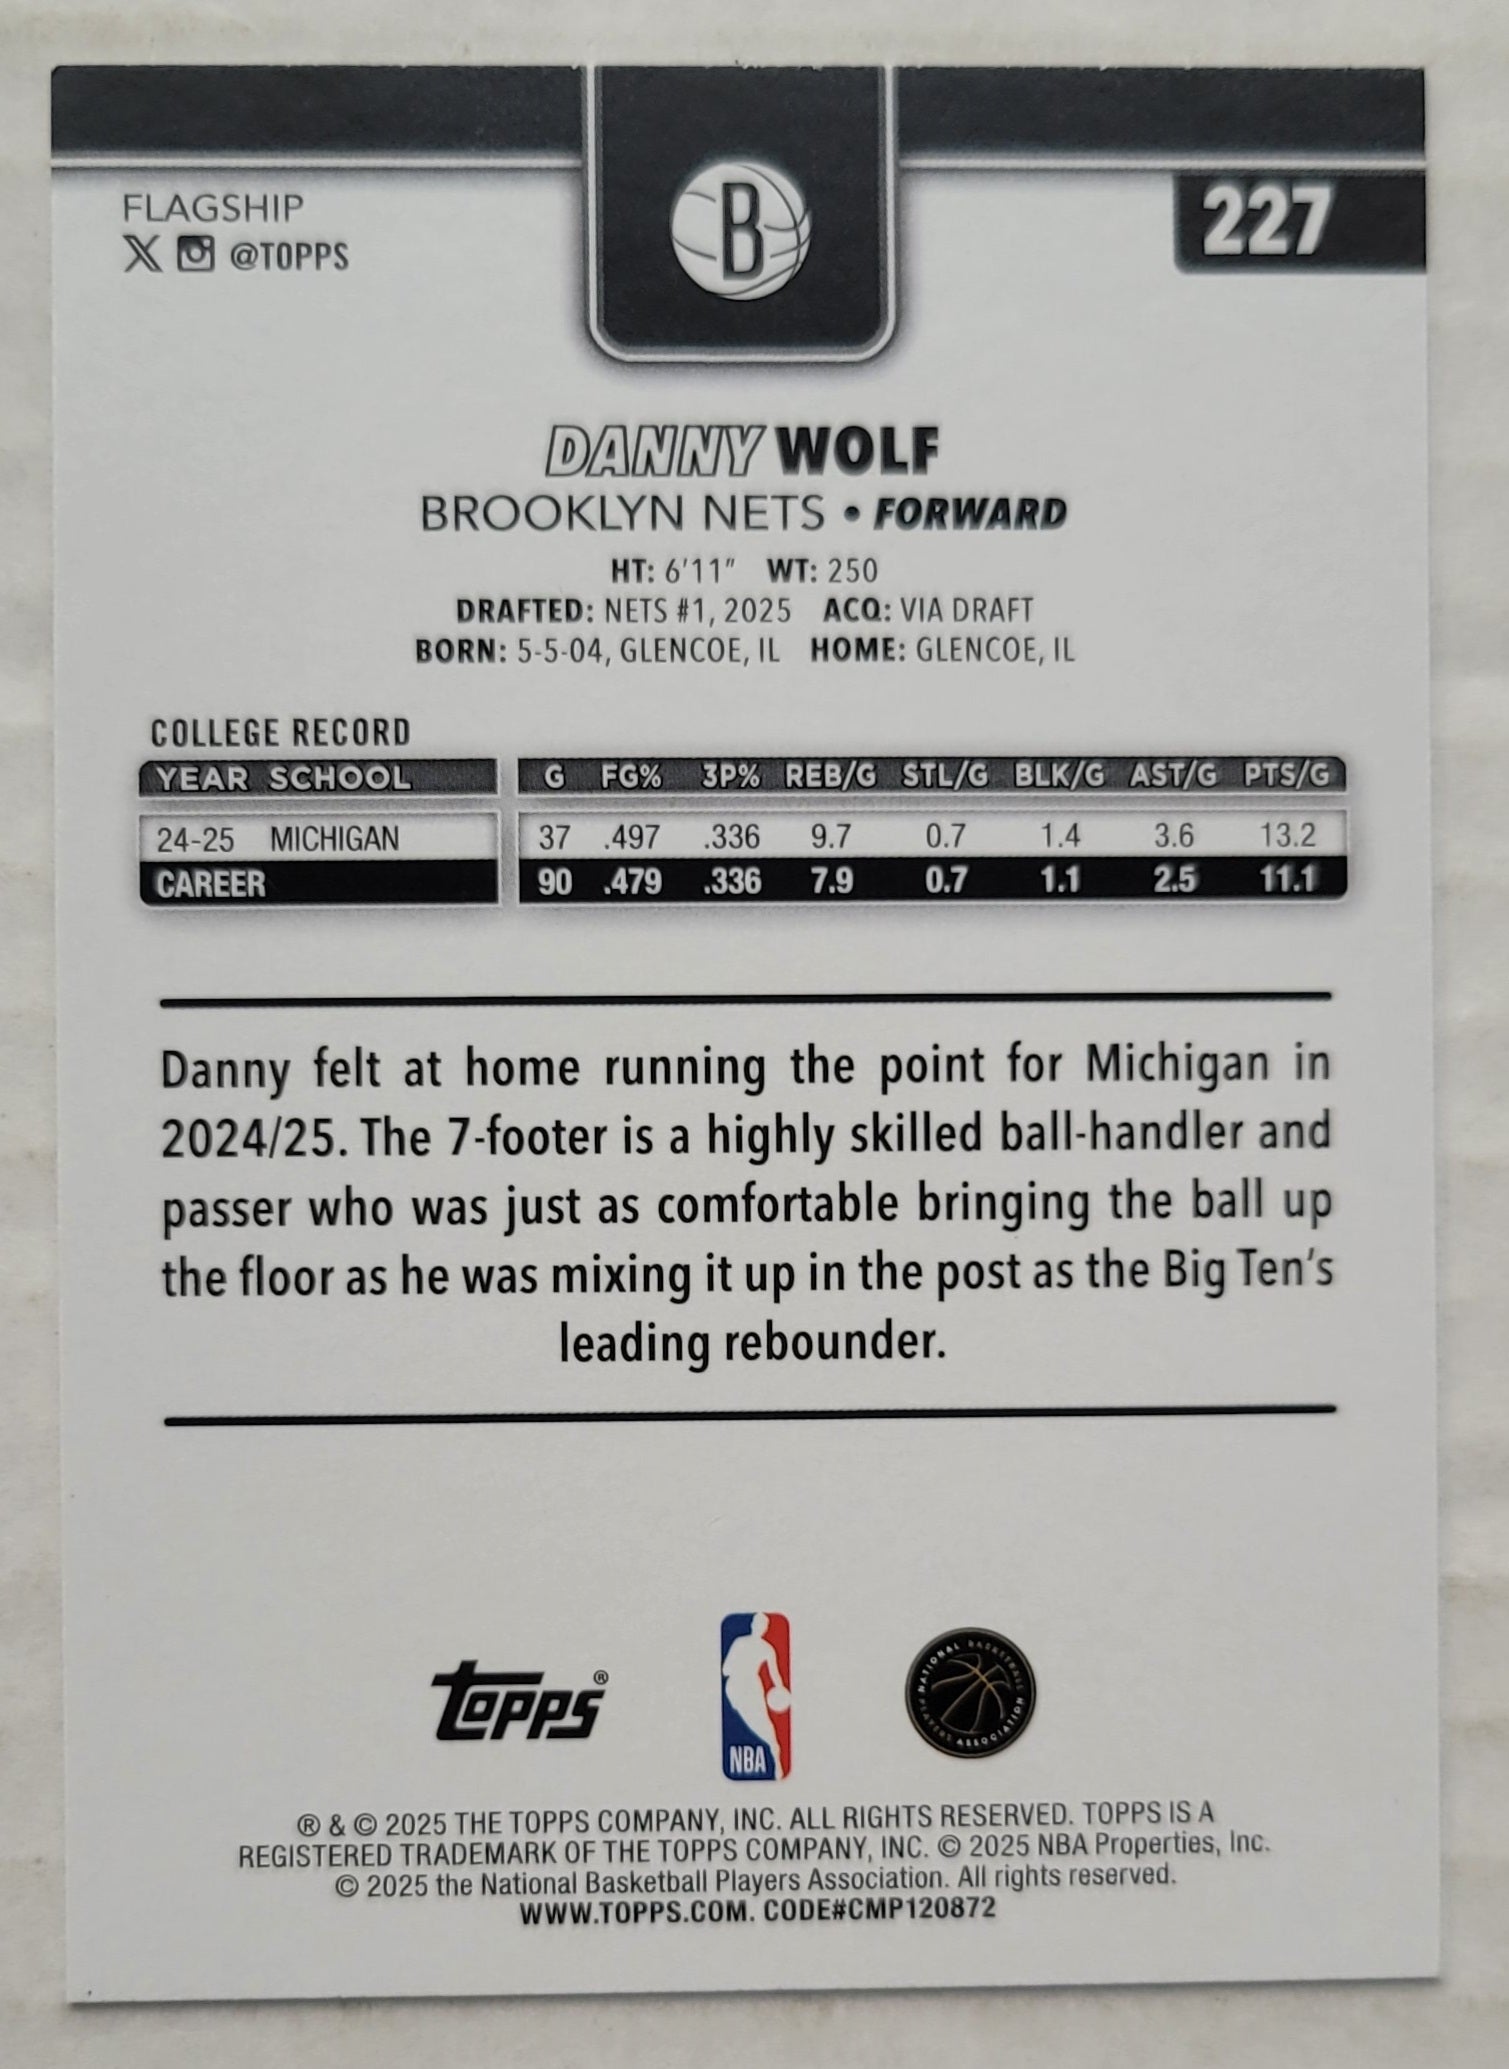 FLAGSHIP
X @TOPPS
B
227
DANNY WOLF
BROOKLYN NETS • FORWARD
HT: 6'11" WT: 250
DRAFTED: NETS #1, 2025 ACQ: VIA DRAFT
BORN: 5-5-04, GLENCOE, IL HOME: GLENCOE, IL
COLLEGE RECORD
YEAR SCHOOL G FG% 3P% REB/G STL/G BLK/G AST/G PTS/G
24-25 MICHIGAN 37 .497 .336 9.7 0.7 1.4 3.6 13.2
CAREER 90 .479 .336 7.9 0.7 1.1 2.5 11.1
Danny felt at home running the point for Michigan in
2024/25. The 7-footer is a highly skilled ball-handler and
passer who was just as comfortable bringing the ball up
the floor as he was mixing it up in the post as the Big Ten's
leading rebounder.
Topps®
NBA
NATIONAL BASKETBALL PLAYERS ASSOCIATION
® & © 2025 THE TOPPS COMPANY, INC. ALL RIGHTS RESERVED. TOPPS IS A
REGISTERED TRADEMARK OF THE TOPPS COMPANY, INC. © 2025 NBA Properties, Inc.
© 2025 the National Basketball Players Association. All rights reserved.
WWW.TOPPS.COM. CODE#CMP120872